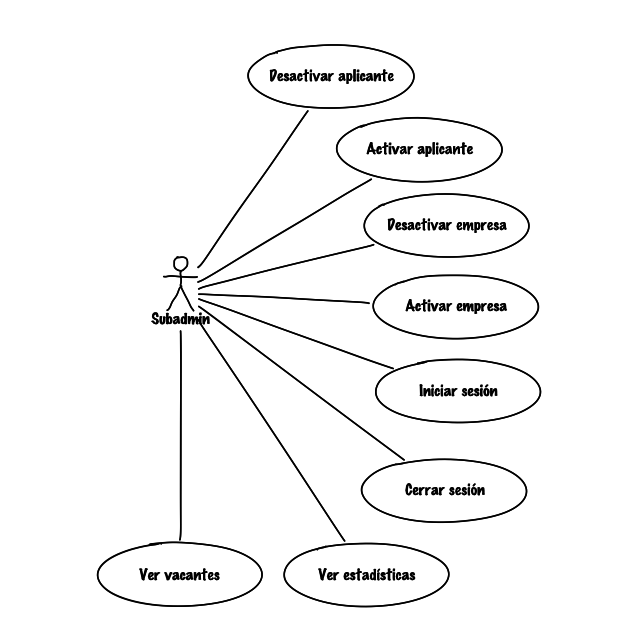 Desactivar aplicante
Activar aplicante
Desactivar empresa
Activar empresa
Subadmin
Iniciar sesión
Cerrar sesión
Ver vacantes
Ver estadísticas